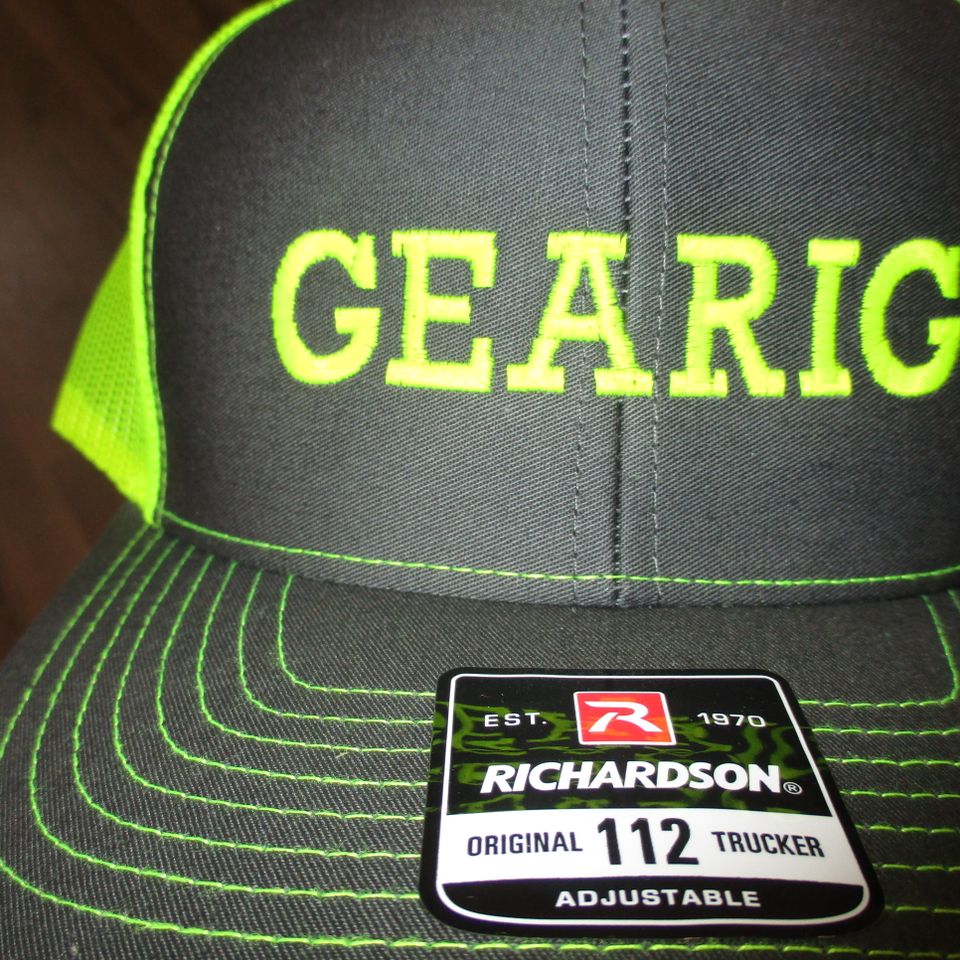 GEARIG
EST. R 1970
RICHARDSON®
ORIGINAL 112 TRUCKER
ADJUSTABLE